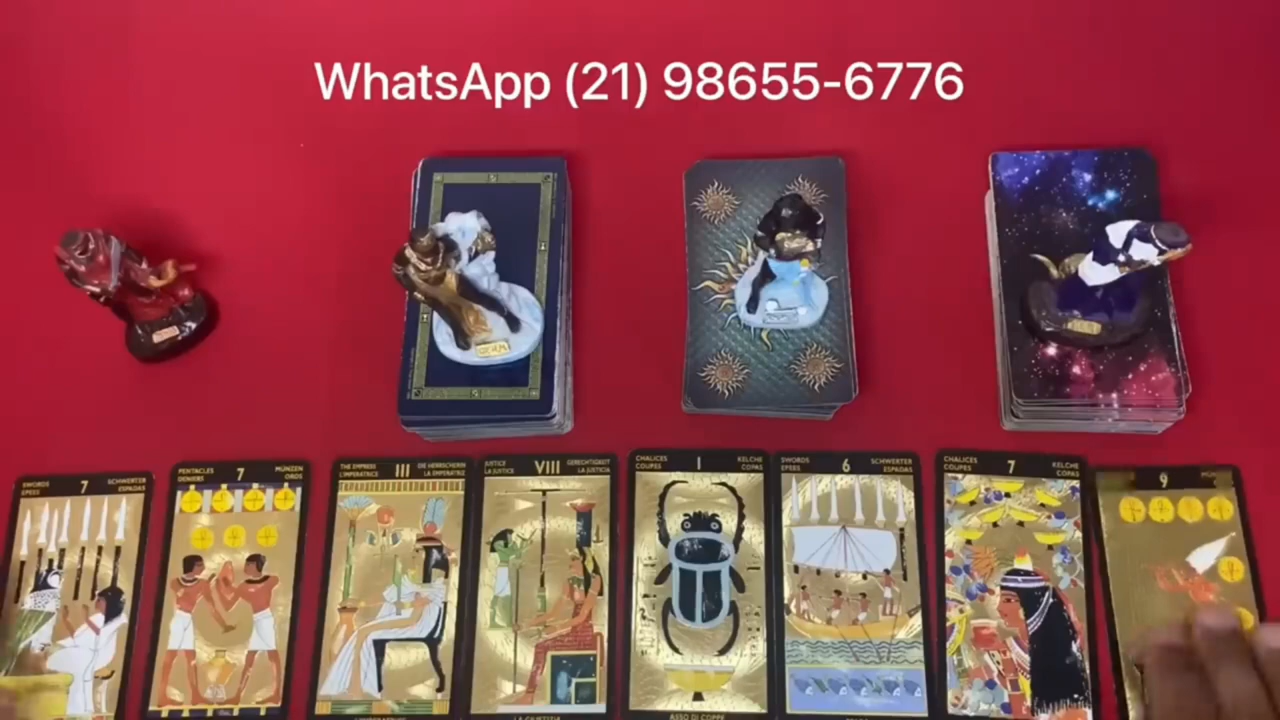 WhatsApp (21) 98655-6776
SWORDS
EPEES
7
SCHWERTER
ESPADAS
PENTACLES
DENIERS
7
MÜNZEN
OROS
THE EMPRESS
L'IMPERATRICE
III
DIE HERRSCHERIN
LA EMPERATRIZ
JUSTICE
LA JUSTICE
VIII
GERECHTIGKEIT
LA JUSTICIA
CHALICES
COUPES
I
KELCHE
COPAS
SWORDS
EPEES
6
SCHWERTER
ESPADAS
CHALICES
COUPES
7
KELCHE
COPAS
9
LA GIUSTIZIA
ASSO DI COPPE